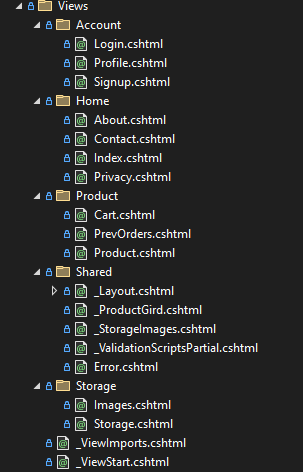 Views
Account
Login.cshtml
Profile.cshtml
Signup.cshtml
Home
About.cshtml
Contact.cshtml
Index.cshtml
Privacy.cshtml
Product
Cart.cshtml
PrevOrders.cshtml
Product.cshtml
Shared
_Layout.cshtml
_ProductGird.cshtml
_StorageImages.cshtml
_ValidationScriptsPartial.cshtml
Error.cshtml
Storage
Images.cshtml
Storage.cshtml
_ViewImports.cshtml
_ViewStart.cshtml